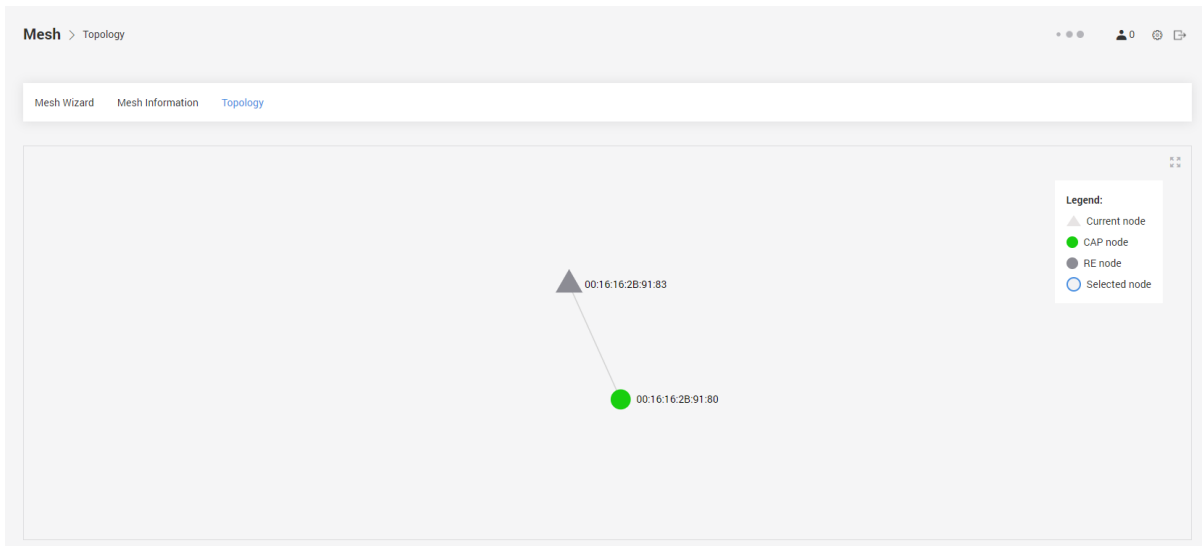 Mesh > Topology
0
Mesh Wizard Mesh Information Topology
Legend:
Current node
CAP node
RE node
Selected node
00:16:16:2B:91:83
00:16:16:2B:91:80